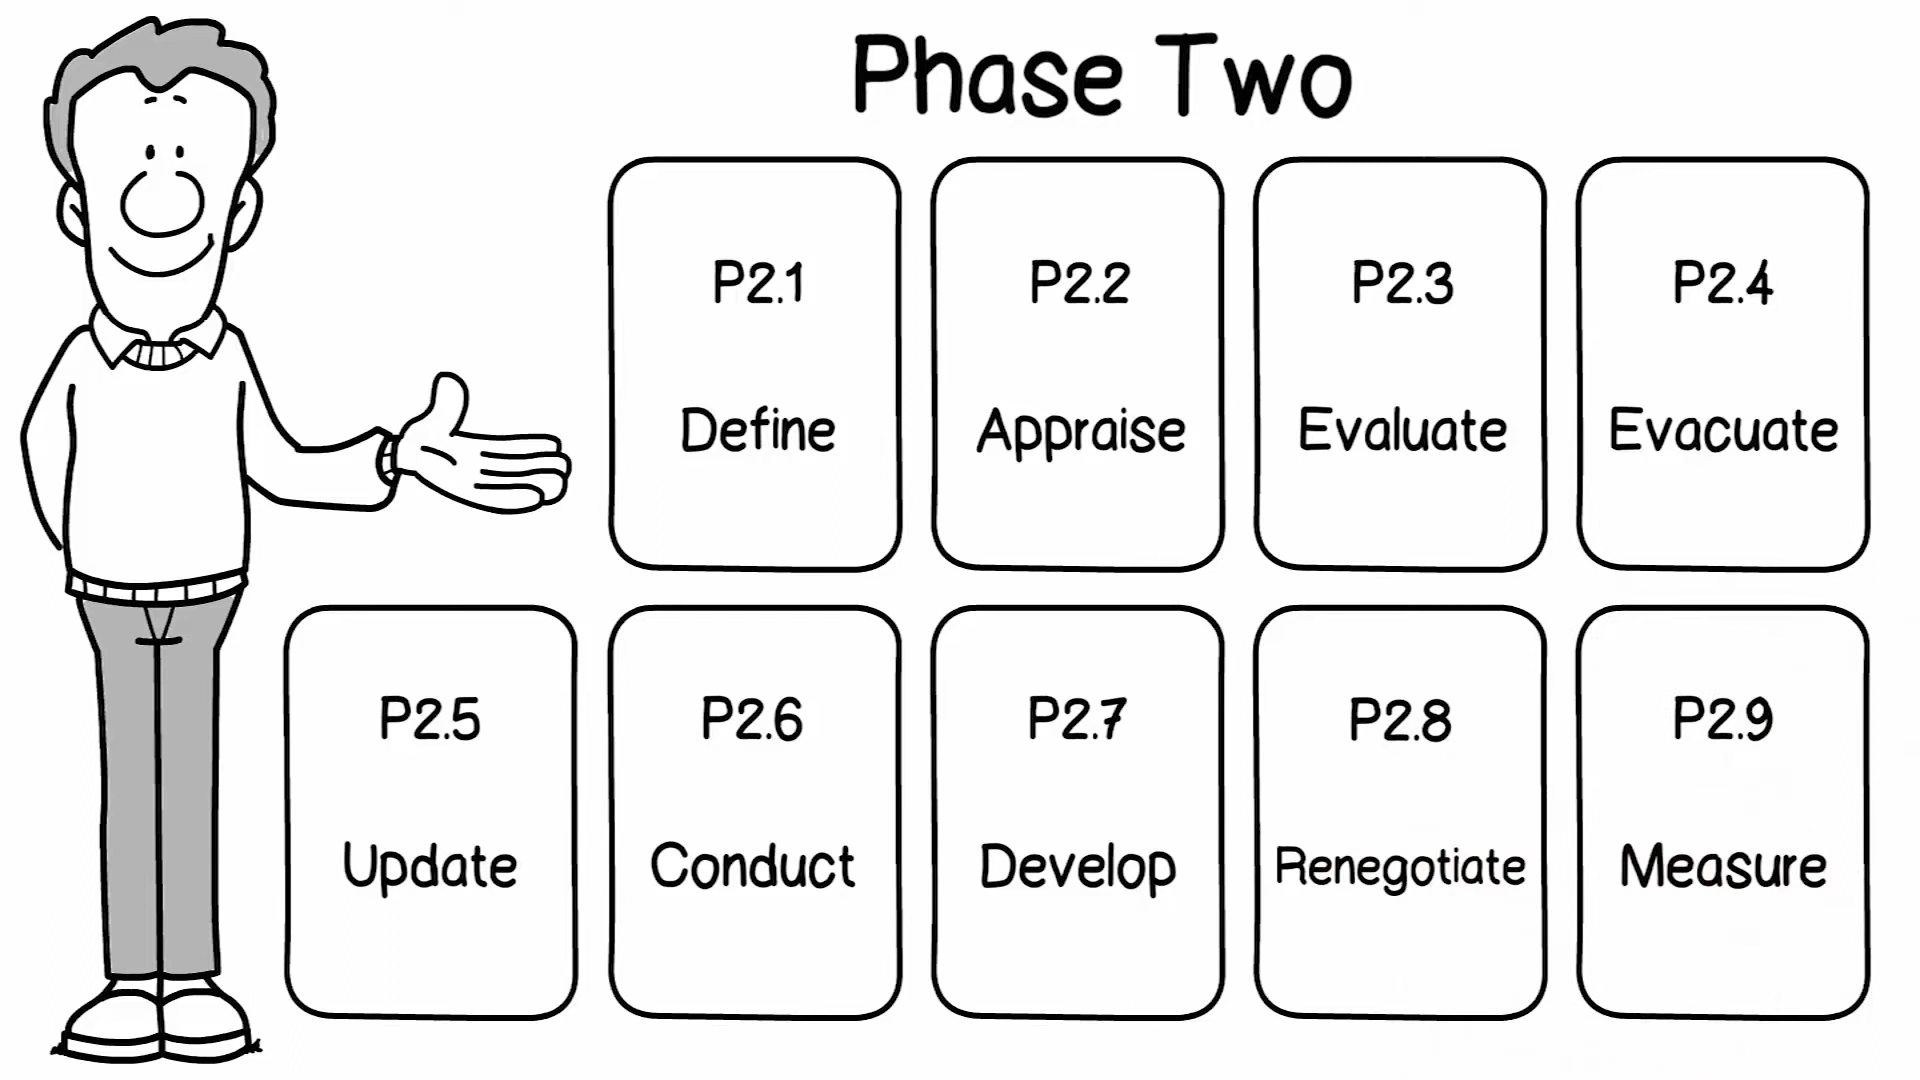 Phase Two
P2.1
Define
P2.2
Appraise
P2.3
Evaluate
P2.4
Evacuate
P2.5
Update
P2.6
Conduct
P2.7
Develop
P2.8
Renegotiate
P2.9
Measure